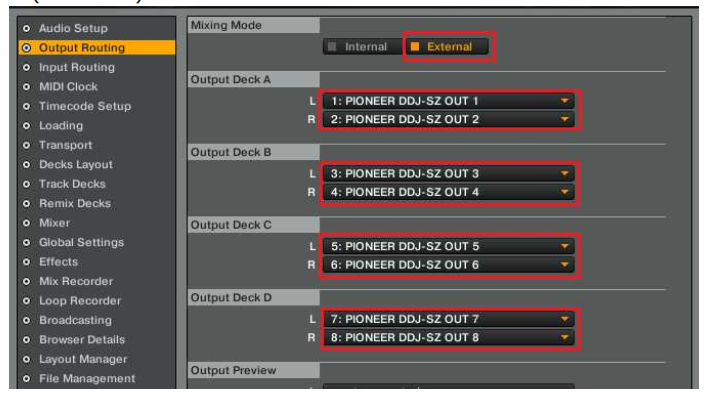 Audio Setup
Output Routing
Input Routing
MIDI Clock
Timecode Setup
Loading
Transport
Decks Layout
Track Decks
Remix Decks
Mixer
Global Settings
Effects
Mix Recorder
Loop Recorder
Broadcasting
Browser Details
Layout Manager
File Management
Mixing Mode
Internal External
Output Deck A
L 1: PIONEER DDJ-SZ OUT 1
R 2: PIONEER DDJ-SZ OUT 2
Output Deck B
L 3: PIONEER DDJ-SZ OUT 3
R 4: PIONEER DDJ-SZ OUT 4
Output Deck C
L 5: PIONEER DDJ-SZ OUT 5
R 6: PIONEER DDJ-SZ OUT 6
Output Deck D
L 7: PIONEER DDJ-SZ OUT 7
R 8: PIONEER DDJ-SZ OUT 8
Output Preview